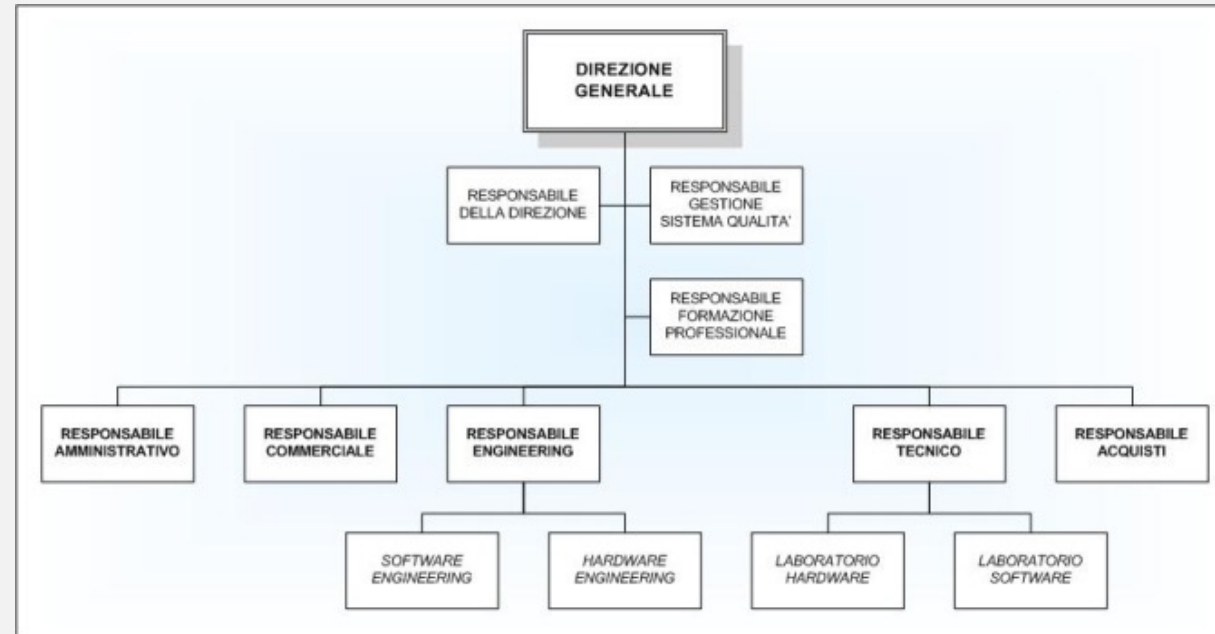 DIREZIONE
GENERALE
RESPONSABILE
DELLA DIREZIONE
RESPONSABILE
GESTIONE
SISTEMA QUALITA'
RESPONSABILE
FORMAZIONE
PROFESSIONALE
RESPONSABILE
AMMINISTRATIVO
RESPONSABILE
COMMERCIALE
RESPONSABILE
ENGINEERING
RESPONSABILE
TECNICO
RESPONSABILE
ACQUISTI
SOFTWARE
ENGINEERING
HARDWARE
ENGINEERING
LABORATORIO
HARDWARE
LABORATORIO
SOFTWARE